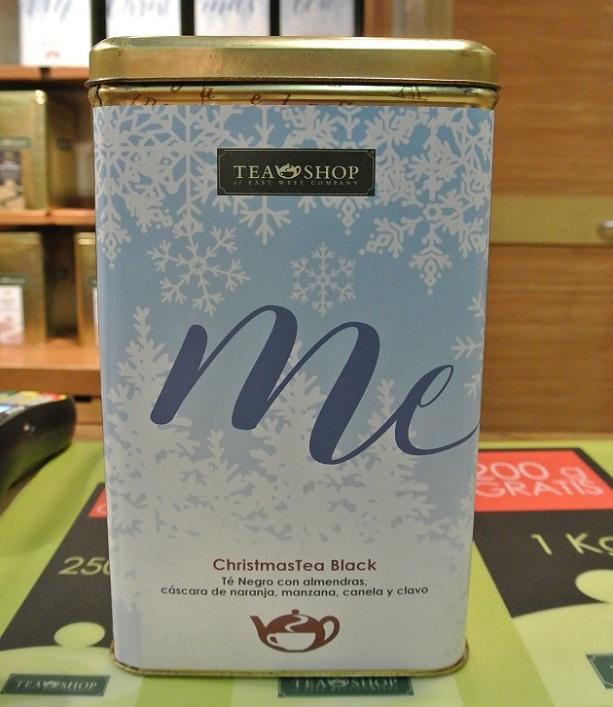 TEA SHOP
of EAST WEST COMPANY
Me
ChristmasTea Black
Té Negro con almendras,
cáscara de naranja, manzana, canela y clavo
200 g
GRATIS
250
1 Kg
TEA SHOP
TEA SHOP